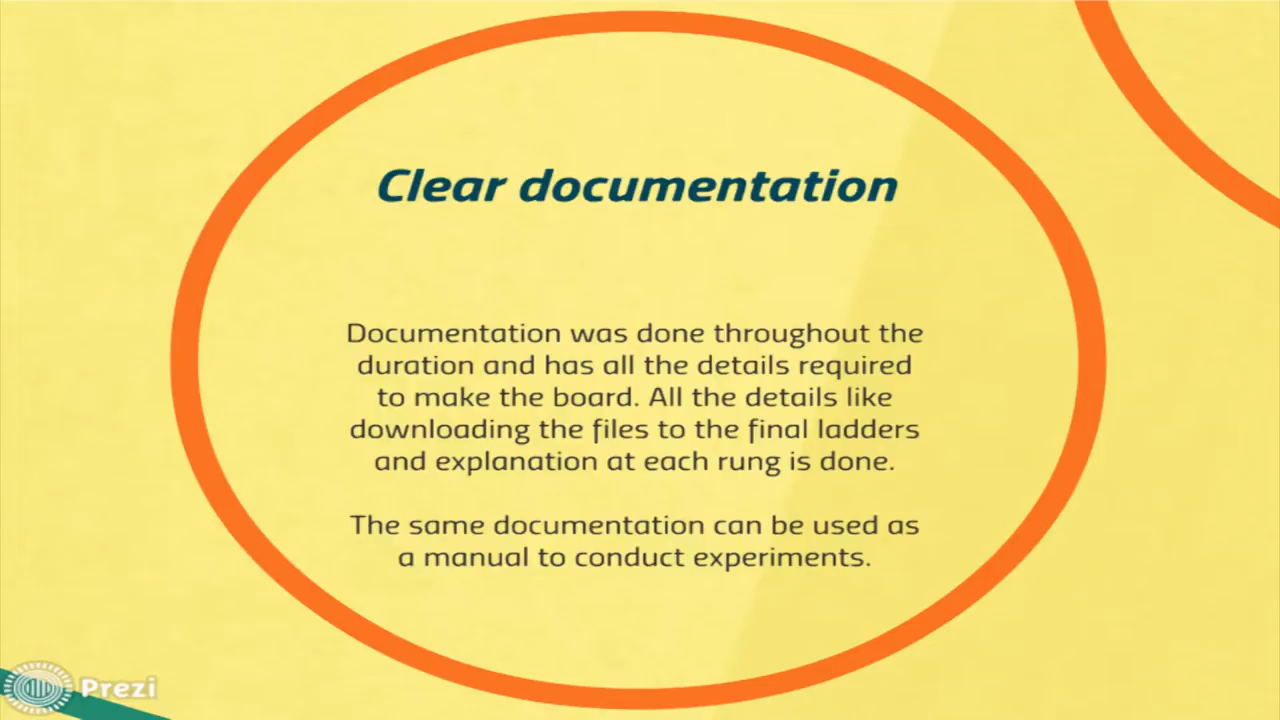 Clear documentation
Documentation was done throughout the
duration and has all the details required
to make the board. All the details like
downloading the files to the final ladders
and explanation at each rung is done.
The same documentation can be used as
a manual to conduct experiments.
Prezi